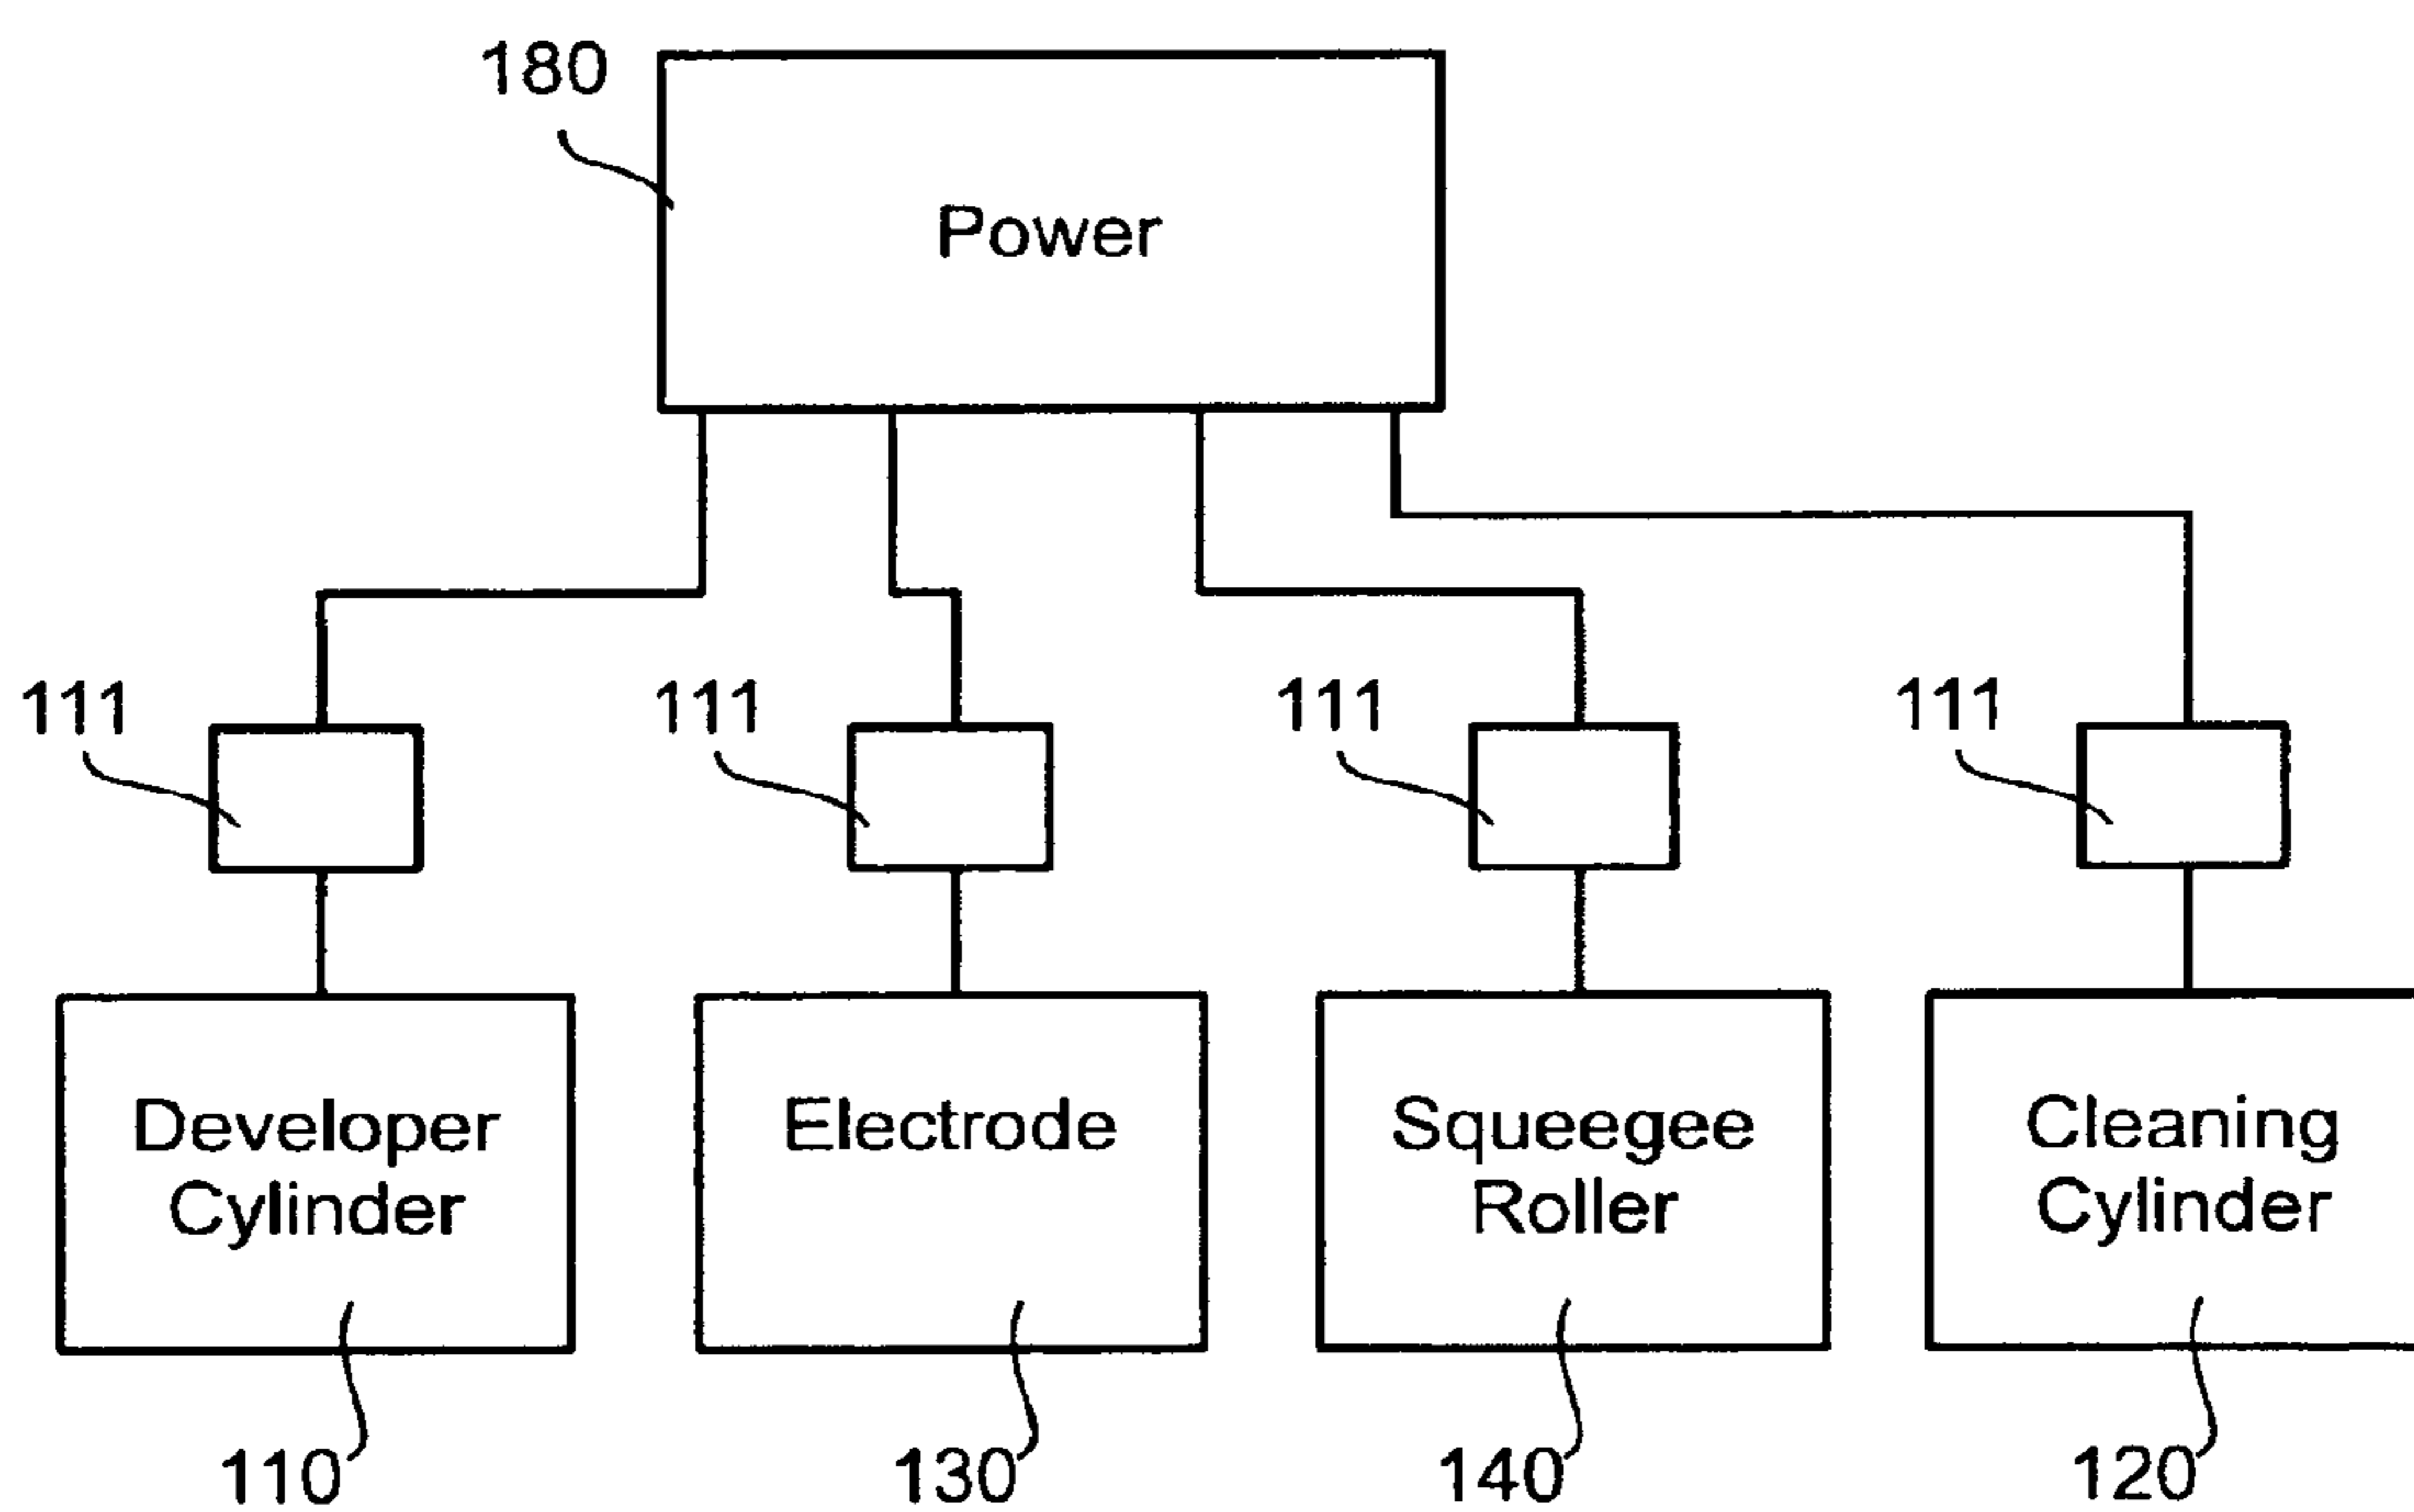 180
Power
111 111 111 111
Developer
Cylinder
Electrode
Squeegee
Roller
Cleaning
Cylinder
110 130 140 120